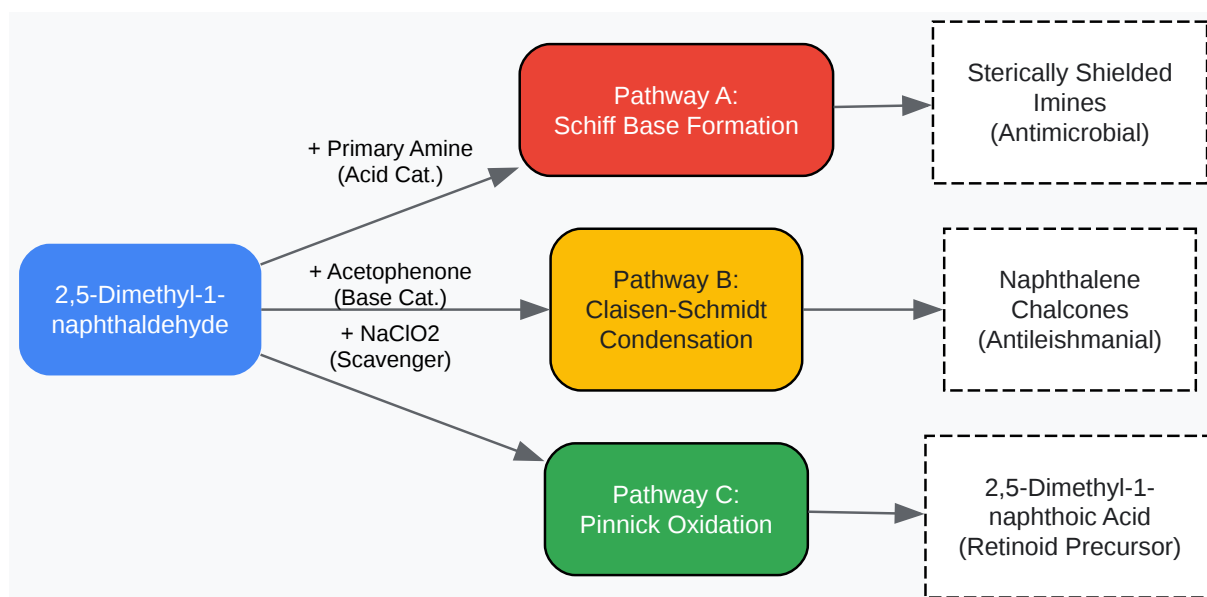 2,5-Dimethyl-1-
naphthaldehyde
+ Primary Amine
(Acid Cat.)
Pathway A:
Schiff Base Formation
Sterically Shielded
Imines
(Antimicrobial)
+ Acetophenone
(Base Cat.)
Pathway B:
Claisen-Schmidt
Condensation
Naphthalene
Chalcones
(Antileishmanial)
+ NaClO2
(Scavenger)
Pathway C:
Pinnick Oxidation
2,5-Dimethyl-1-
naphthoic Acid
(Retinoid Precursor)